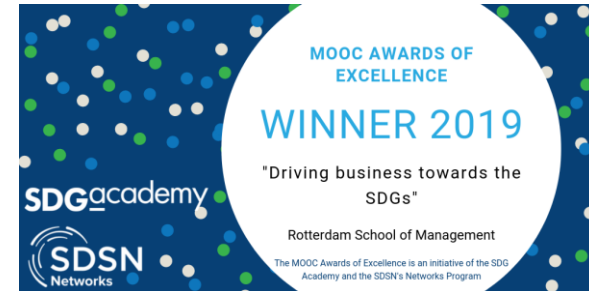 MOOC AWARDS OF
EXCELLENCE
WINNER 2019
"Driving business towards the
SDGs"
Rotterdam School of Management
The MOOC Awards of Excellence is an initiative of the SDG
Academy and the SDSN's Networks Program
SDGacademy
SDSN
Networks